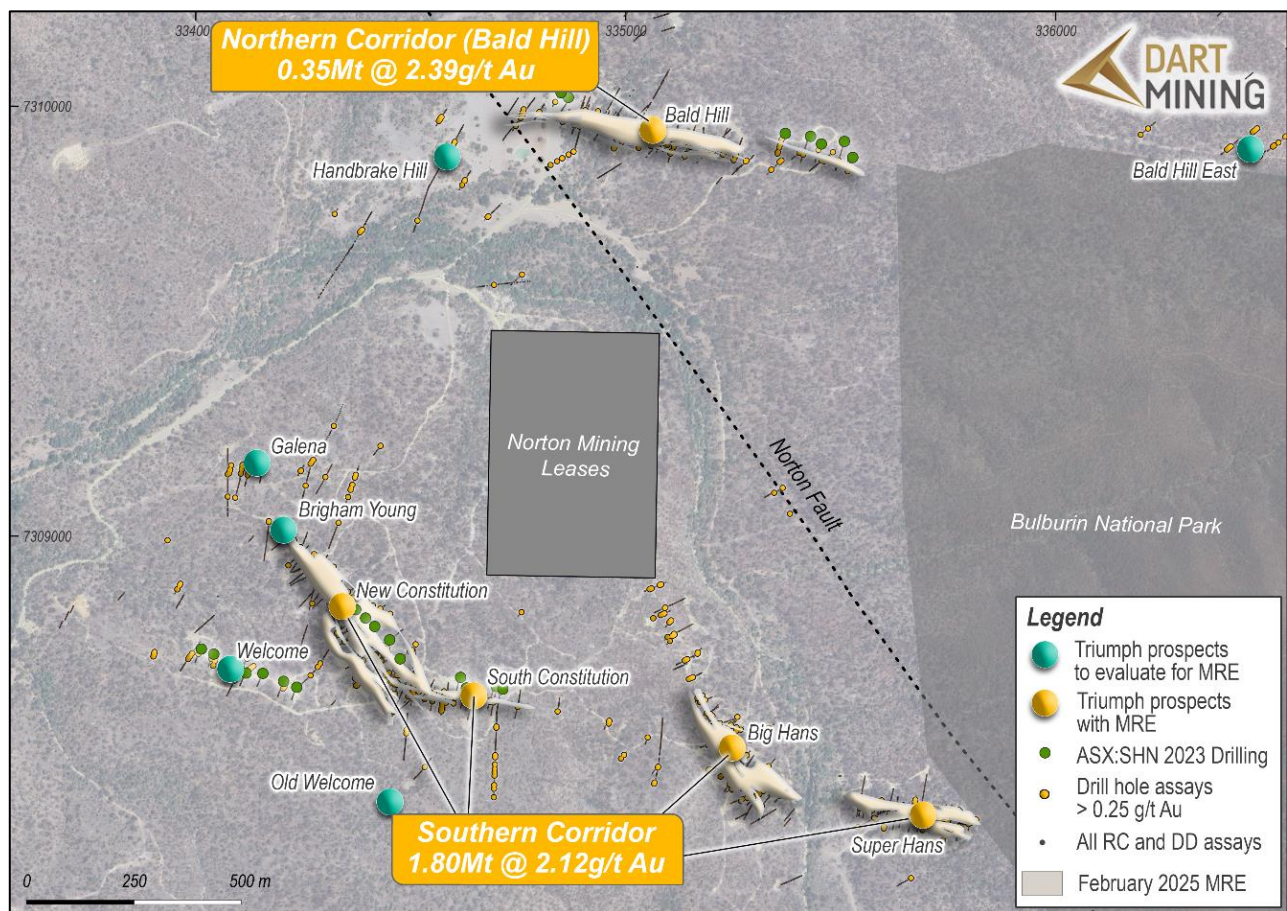 33400
335000
336000
Northern Corridor (Bald Hill)
0.35Mt @ 2.39g/t Au
DART
MINING
7310000
Bald Hill
Handbrake Hill
Bald Hill East
Norton Mining
Leases
Norton Fault
Galena
Brigham Young
7309000
Bulburin National Park
New Constitution
Welcome
South Constitution
Big Hans
Old Welcome
Super Hans
Southern Corridor
1.80Mt @ 2.12g/t Au
Legend
Triumph prospects
to evaluate for MRE
Triumph prospects
with MRE
ASX:SHN 2023 Drilling
Drill hole assays
> 0.25 g/t Au
All RC and DD assays
February 2025 MRE
0 250 500 m